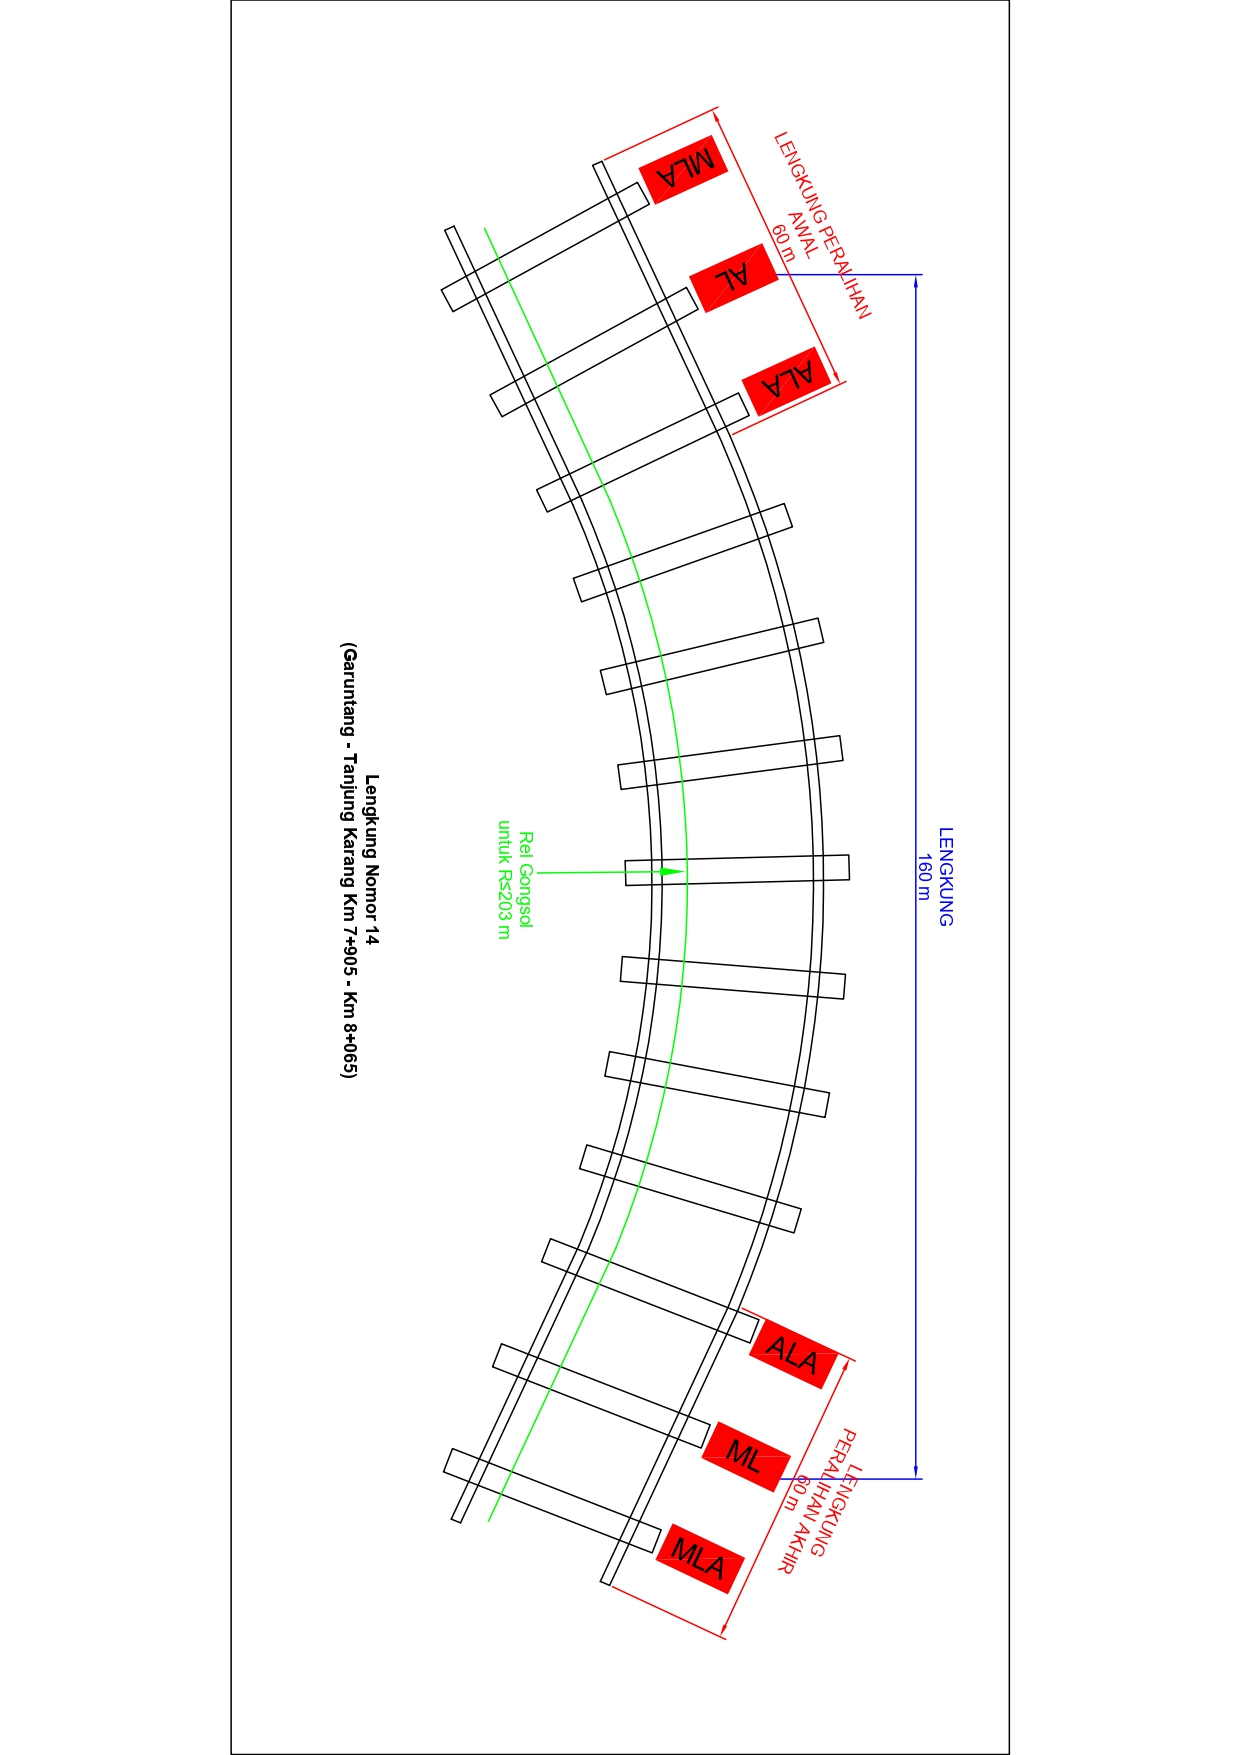 LENGKUNG
160 m
LENGKUNG PERALIHAN
AWAL
60 m
MLA
AL
ALA
LENGKUNG
PERALIHAN AKHIR
60 m
ALA
ML
MLA
Rel Gongsol
untuk R≤203 m
Lengkung Nomor 14
(Garuntang - Tanjung Karang Km 7+905 - Km 8+065)